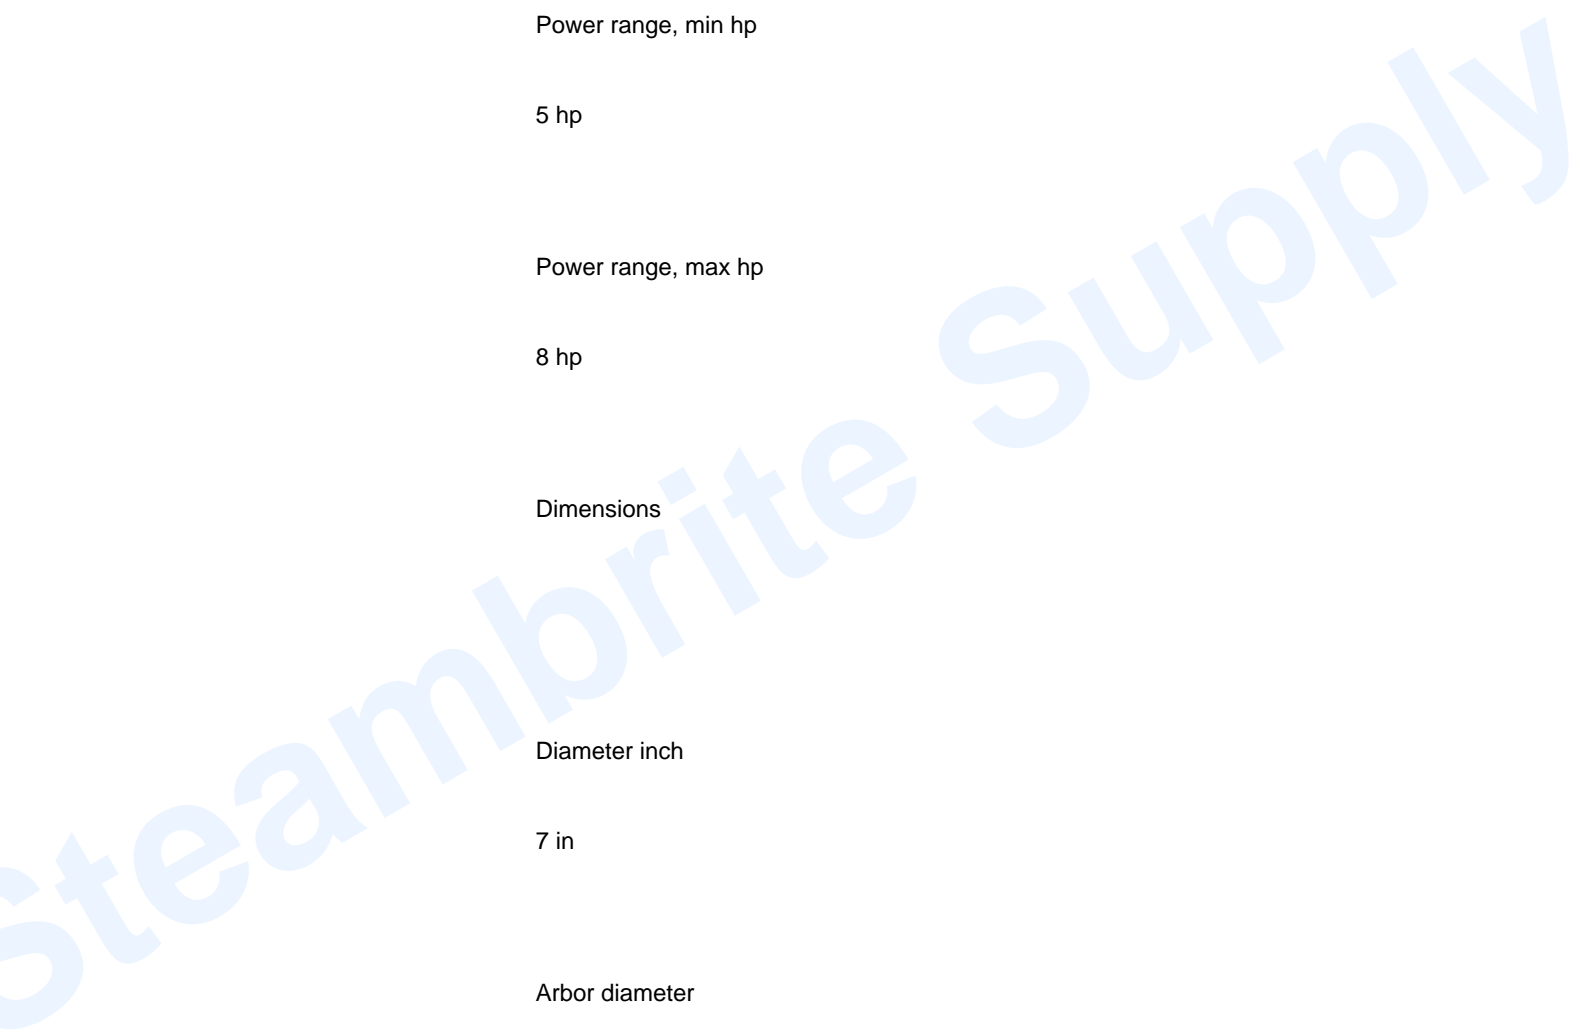 Power range, min hp
5 hp
Power range, max hp
8 hp
Dimensions
Diameter inch
7 in
Arbor diameter
Steambrite Supply